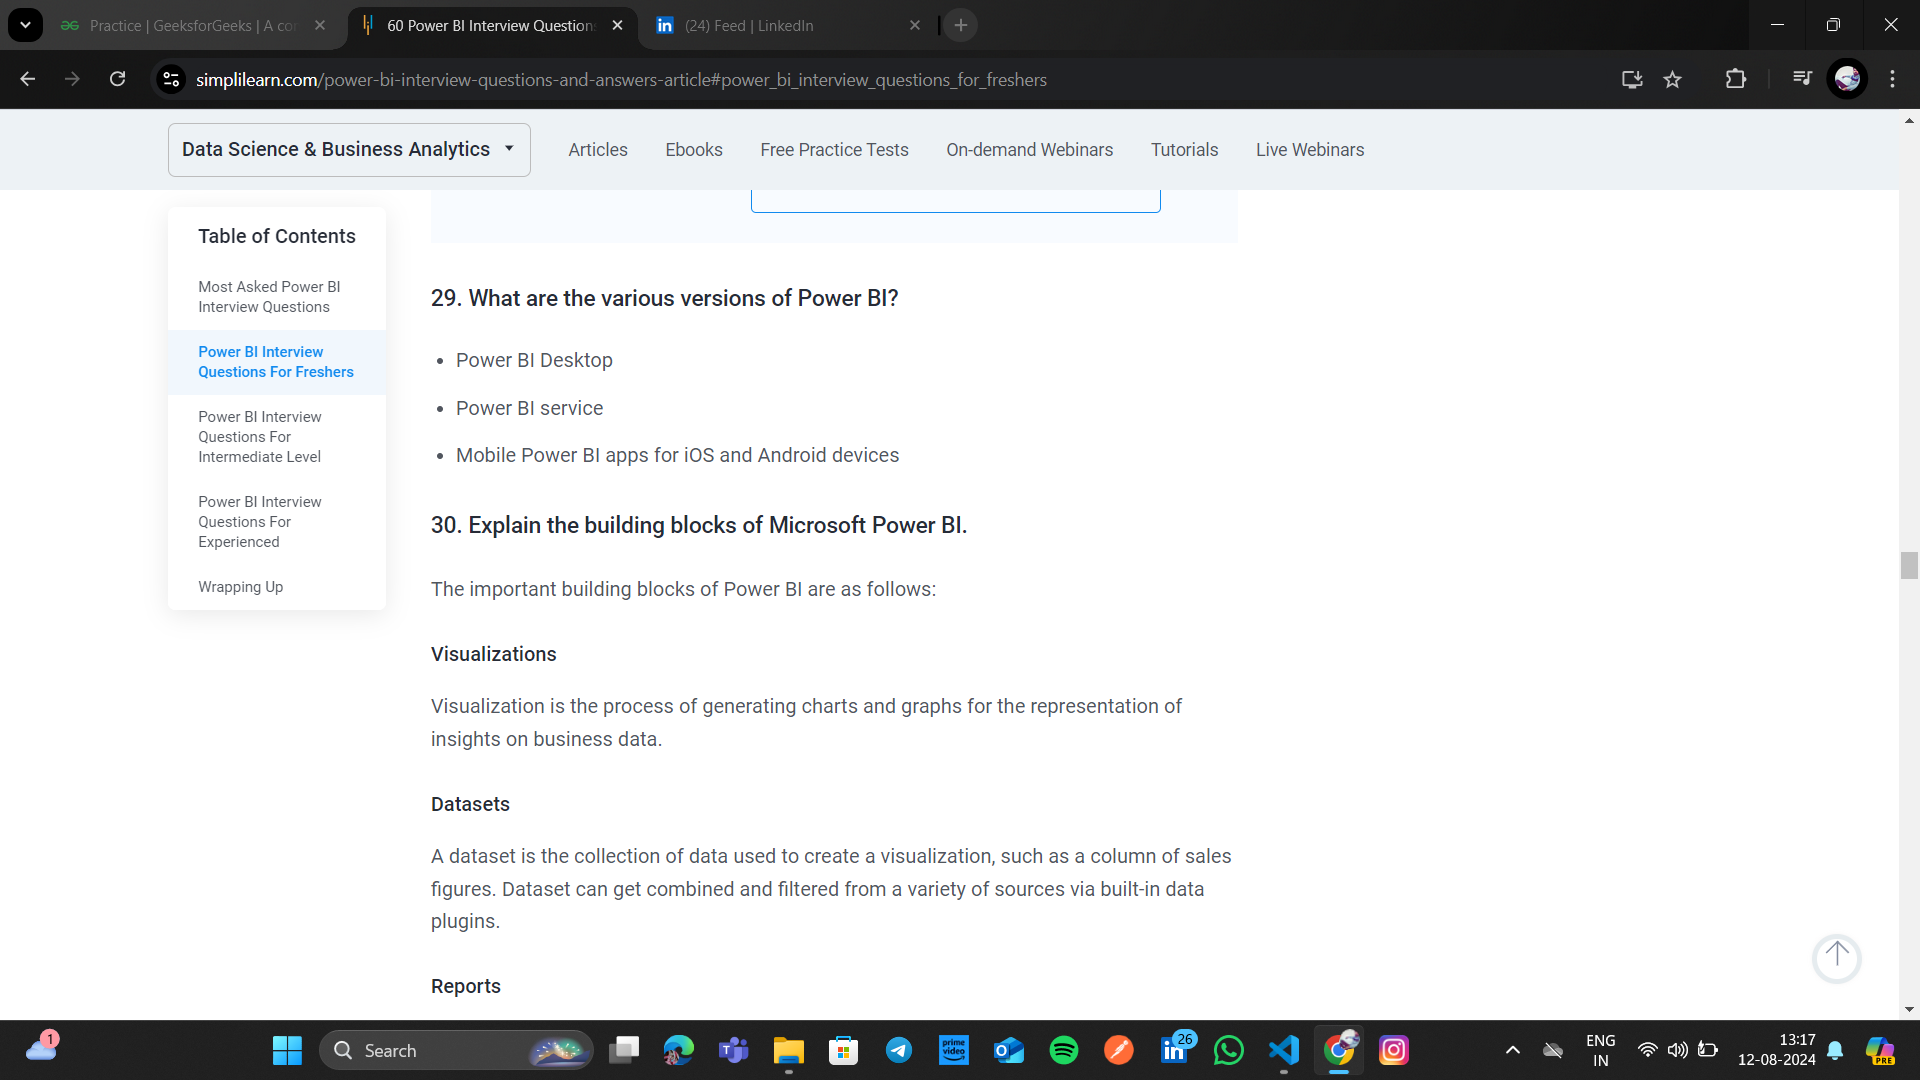 Practice | GeeksforGeeks | A con
60 Power BI Interview Questions
(24) Feed | LinkedIn
simplilearn.com/power-bi-interview-questions-and-answers-article#power_bi_interview_questions_for_freshers
Data Science & Business Analytics
Articles
Ebooks
Free Practice Tests
On-demand Webinars
Tutorials
Live Webinars
Table of Contents
Most Asked Power BI
Interview Questions
Power BI Interview
Questions For Freshers
Power BI Interview
Questions For
Intermediate Level
Power BI Interview
Questions For
Experienced
Wrapping Up
29. What are the various versions of Power BI?
• Power BI Desktop
• Power BI service
• Mobile Power BI apps for iOS and Android devices
30. Explain the building blocks of Microsoft Power BI.
The important building blocks of Power BI are as follows:
Visualizations
Visualization is the process of generating charts and graphs for the representation of
insights on business data.
Datasets
A dataset is the collection of data used to create a visualization, such as a column of sales
figures. Dataset can get combined and filtered from a variety of sources via built-in data
plugins.
Reports
1
Search
prime
video
26
ENG
IN
13:17
12-08-2024
PRE